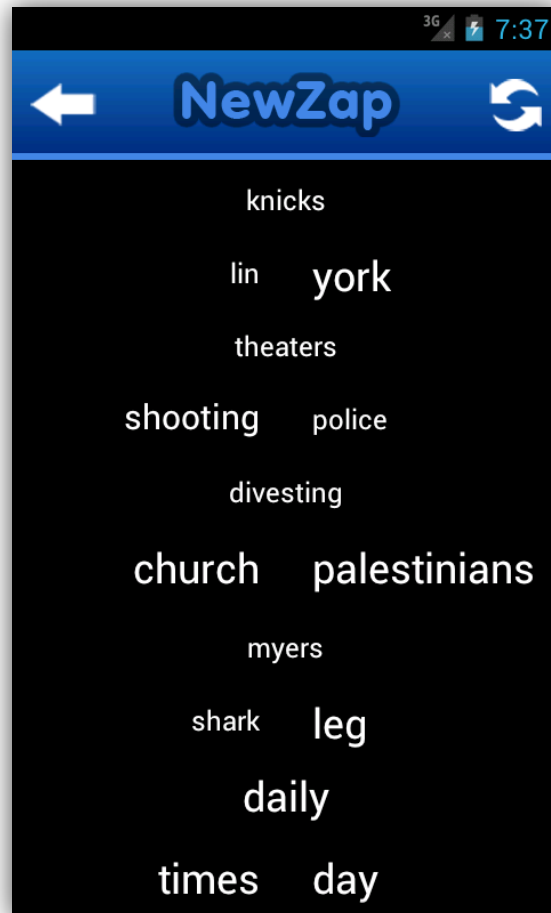 3G 7:37
NewZap
knicks
lin york
theaters
shooting police
divesting
church palestinians
myers
shark leg
daily
times day